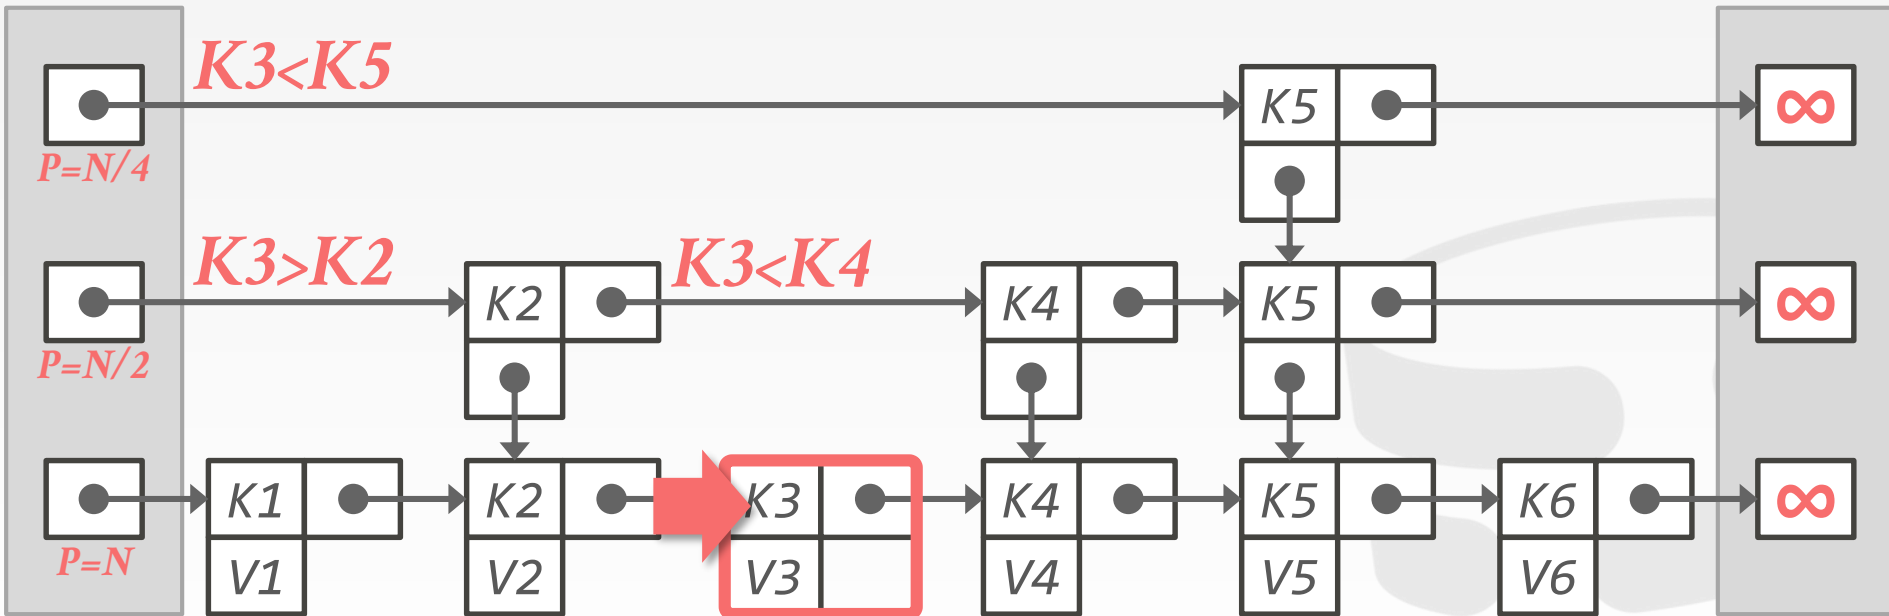 K3<K5
K5 ∞
P=N/4
K3>K2 K3<K4
K2 K4 K5 ∞
P=N/2
K1 K2 K3 K4 K5 K6 ∞
P=N
V1 V2 V3 V4 V5 V6